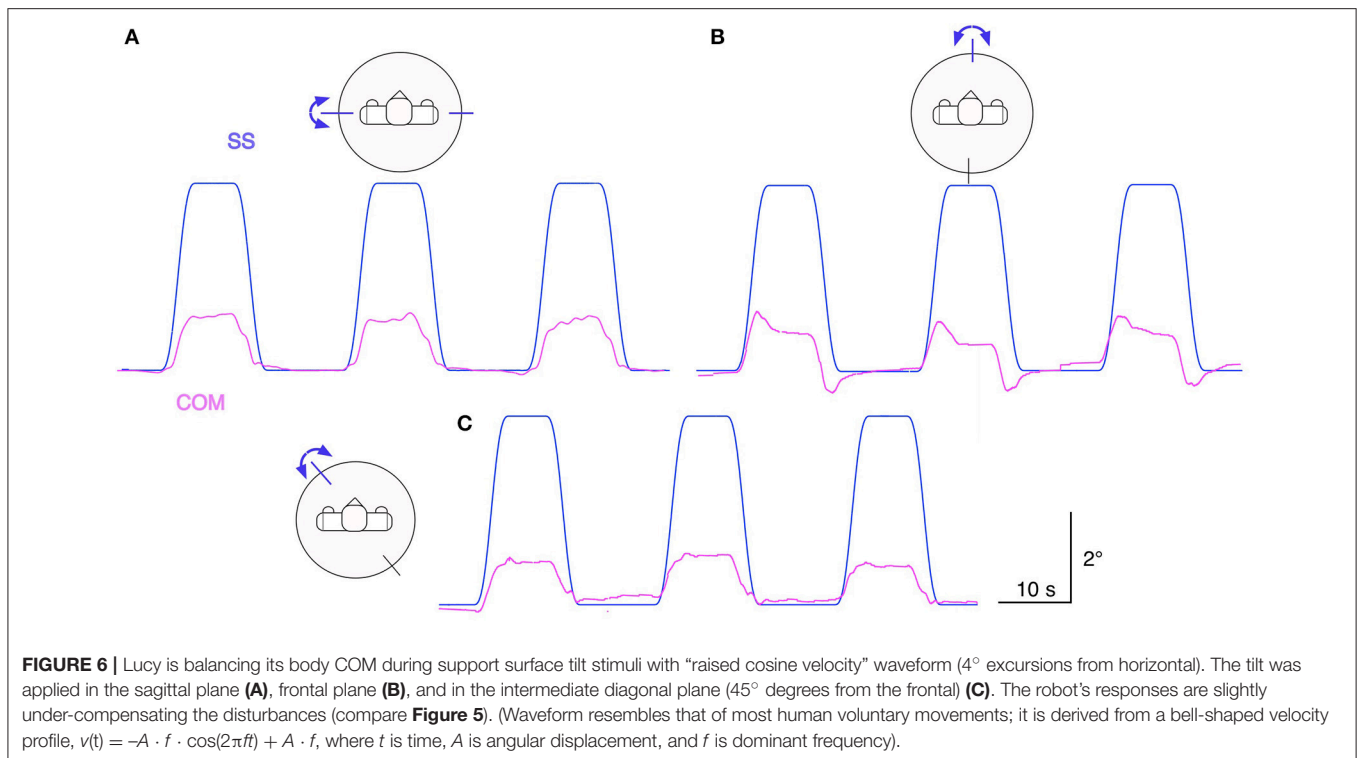 A
B
SS
COM
C
2°
10 s
FIGURE 6 | Lucy is balancing its body COM during support surface tilt stimuli with “raised cosine velocity” waveform (4° excursions from horizontal). The tilt was
applied in the sagittal plane (A), frontal plane (B), and in the intermediate diagonal plane (45° degrees from the frontal) (C). The robot’s responses are slightly
under-compensating the disturbances (compare Figure 5). (Waveform resembles that of most human voluntary movements; it is derived from a bell-shaped velocity
profile, v(t) = –A · f · cos(2πft) + A · f, where t is time, A is angular displacement, and f is dominant frequency).